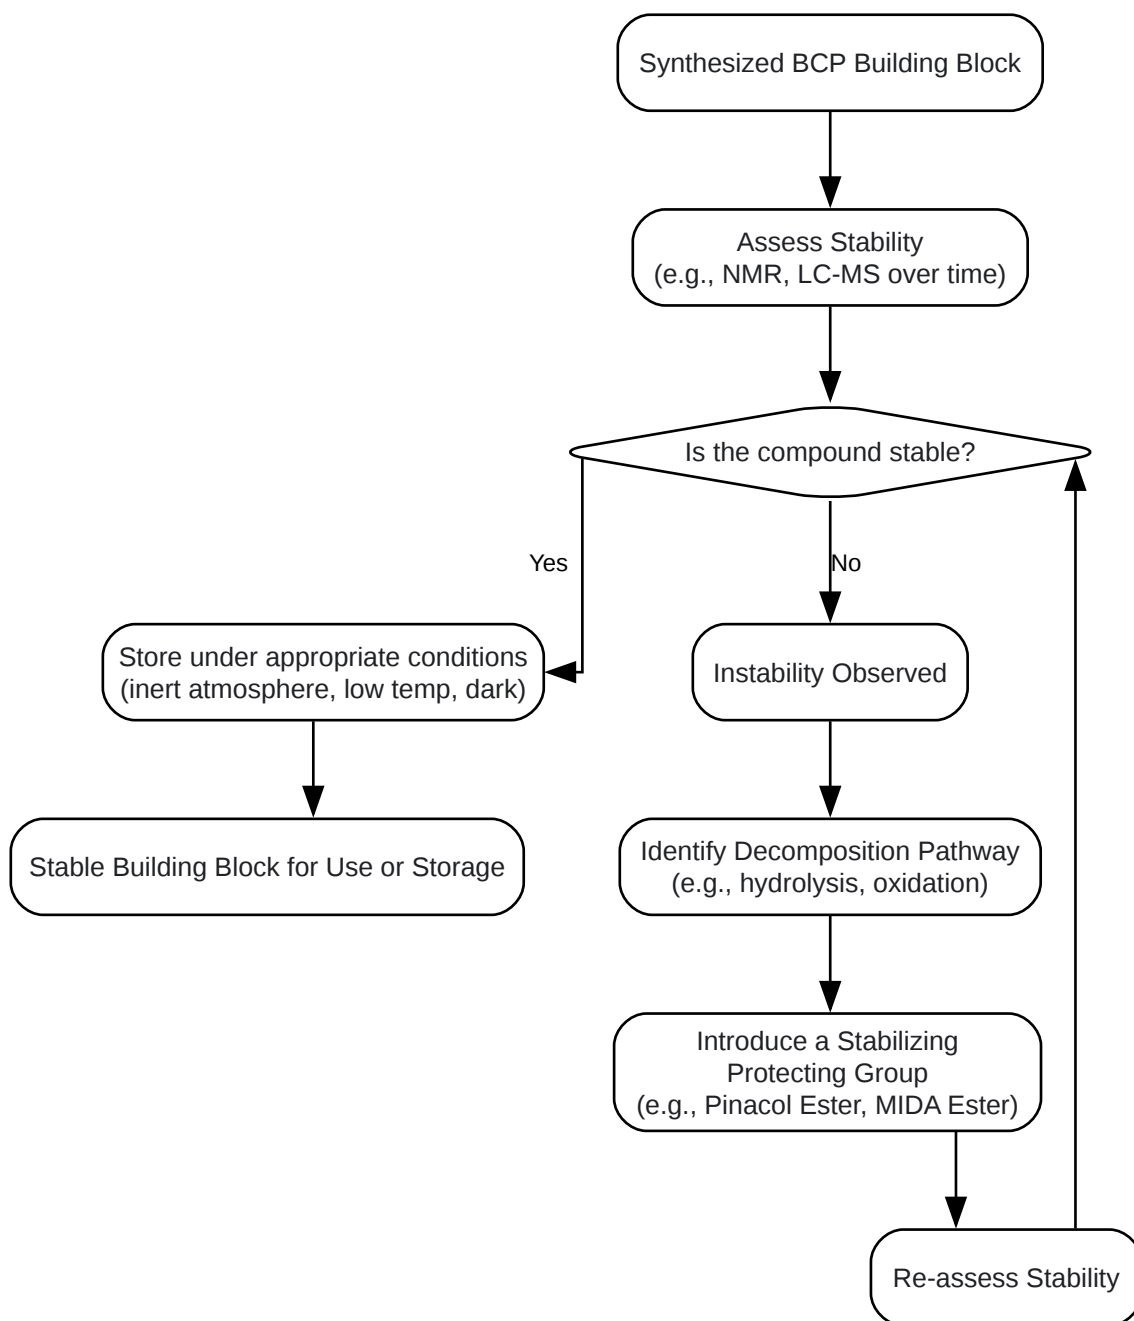 Synthesized BCP Building Block
Assess Stability
(e.g., NMR, LC-MS over time)
Is the compound stable?
Yes
No
Store under appropriate conditions
(inert atmosphere, low temp, dark)
Instability Observed
Stable Building Block for Use or Storage
Identify Decomposition Pathway
(e.g., hydrolysis, oxidation)
Introduce a Stabilizing
Protecting Group
(e.g., Pinacol Ester, MIDA Ester)
Re-assess Stability